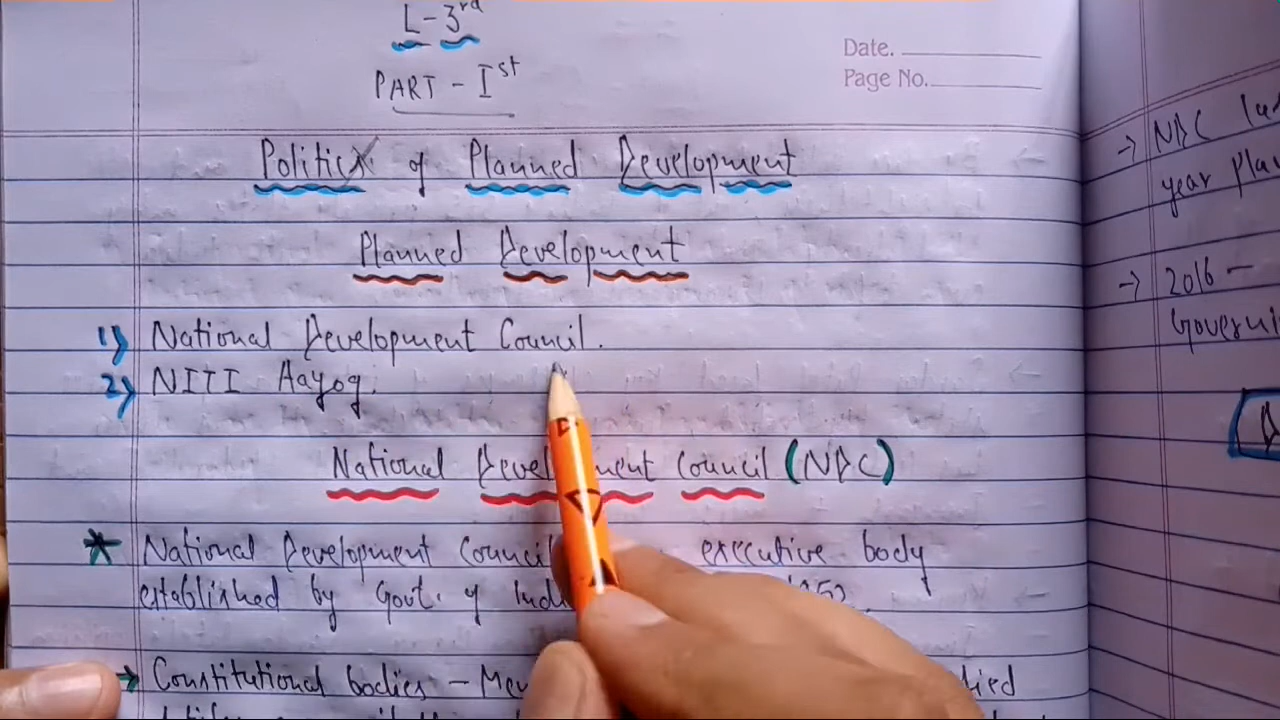 L-3rd
PART - Ist
Date.
Page No.
Politics of Planned Development
Planned Development
1) National Development Council.
2) NITI Aayog.
National Development Council (NDC)
* National Development Council executive body
established by Govt. of 1952
→ Constitutional bodies -
→ NDC
year
→ 2016 -